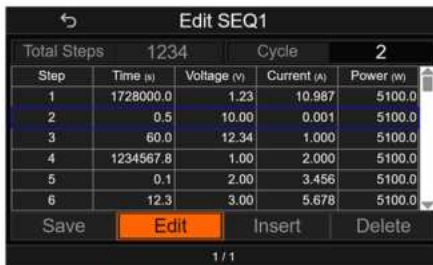 Edit SEQ1
Total Steps 1234 Cycle 2
Step Time (s) Voltage (V) Current (A) Power (W)
1 1728000.0 1.23 10.987 5100.0
2 0.5 10.00 0.001 5100.0
3 60.0 12.34 1.000 5100.0
4 1234567.8 1.00 2.000 5100.0
5 0.1 2.00 3.456 5100.0
6 12.3 3.00 5.678 5100.0
Save Edit Insert Delete
1 / 1